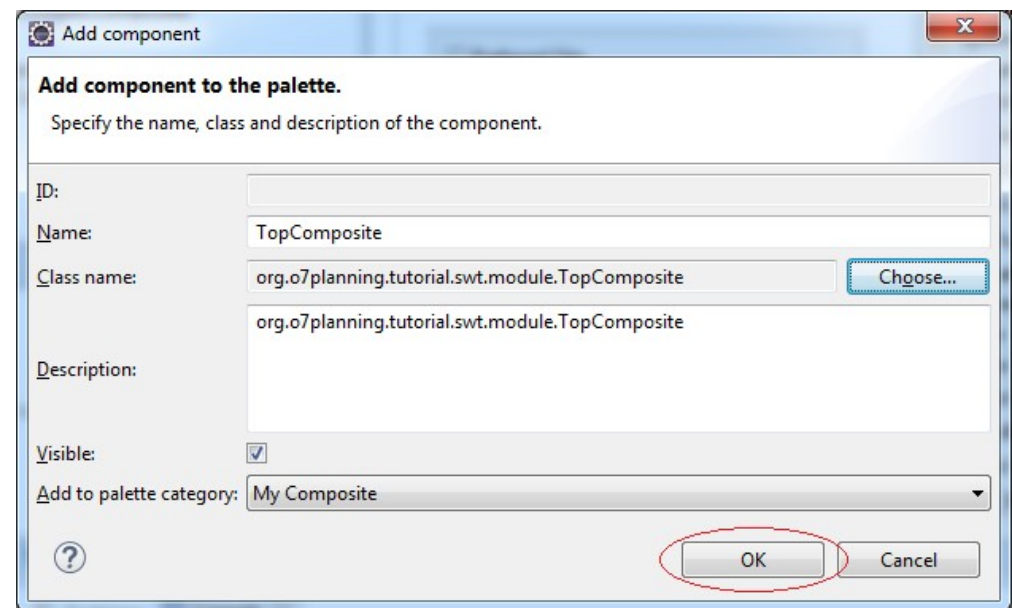 Add component
Add component to the palette.
Specify the name, class and description of the component.
ID:
Name: TopComposite
Class name: org.o7planning.tutorial.swt.module.TopComposite Choose...
org.o7planning.tutorial.swt.module.TopComposite
Description:
Visible:
Add to palette category: My Composite
OK Cancel